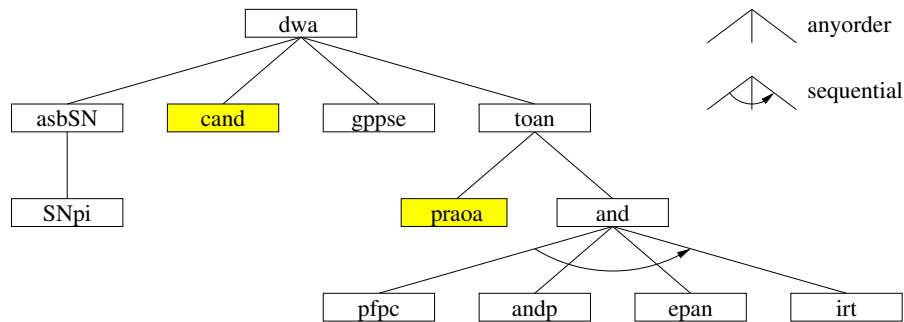 dwa
anyorder
sequential
asbSN cand gppse toan
SNpi praoa and
pfpc andp epan irt